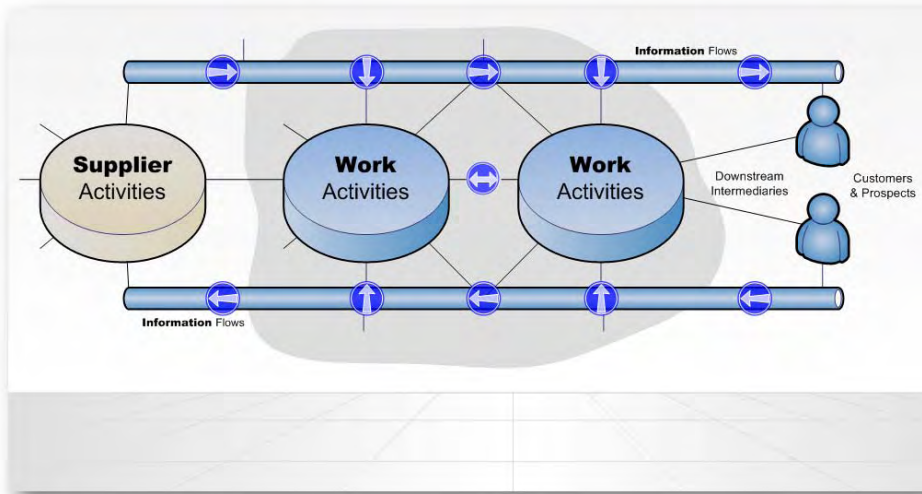 Information Flows
Supplier
Activities
Work
Activities
Work
Activities
Downstream
Intermediaries
Customers
& Prospects
Information Flows